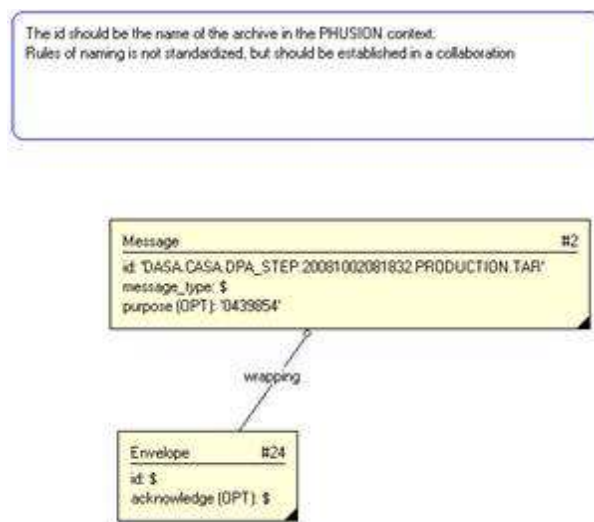 The id should be the name of the archive in the PHUSION context.
Rules of naming is not standardized, but should be established in a collaboration
Message #2
id: 'DASA.CASA.DPA_STEP.20081002081832.PRODUCTION.TAR'
message_type: $
purpose (OPT): '0439854'
wrapping
Envelope #24
id: $
acknowledge (OPT): $